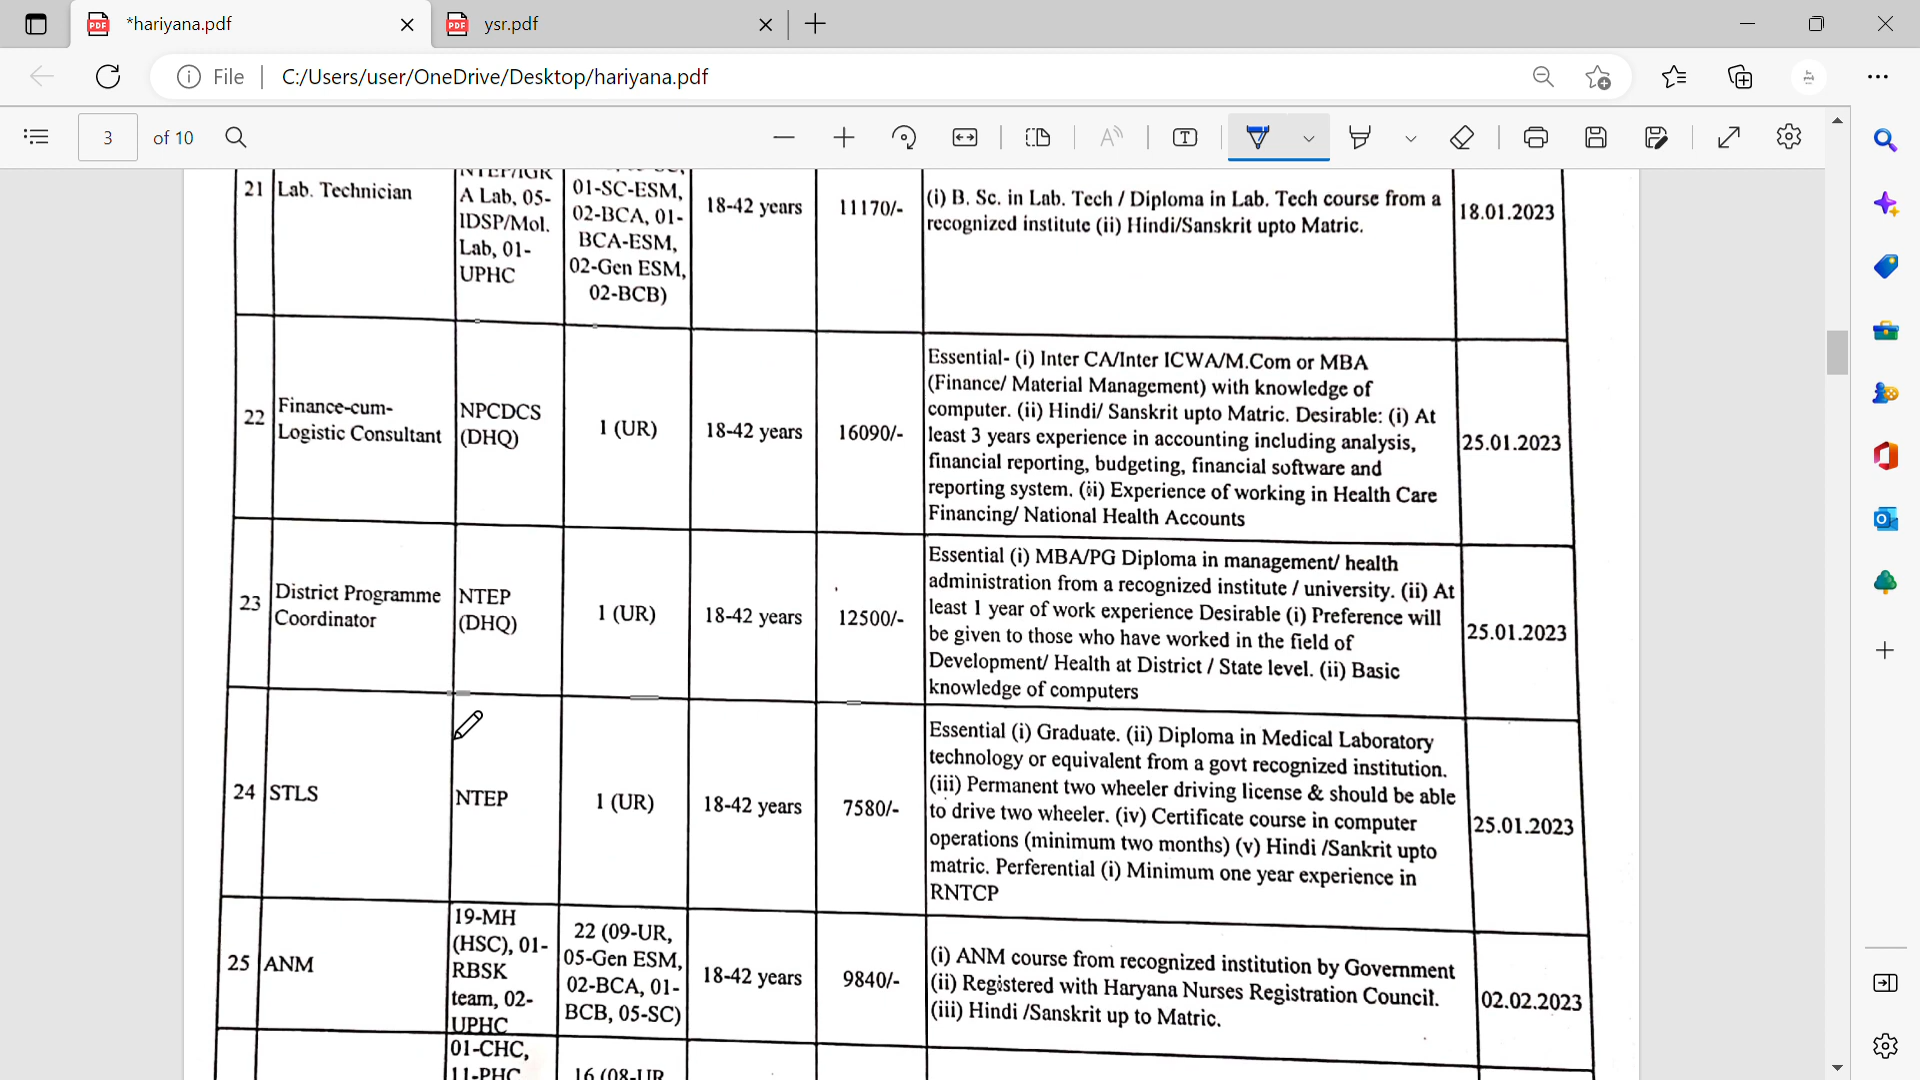 *hariyana.pdf
ysr.pdf
File
C:/Users/user/OneDrive/Desktop/hariyana.pdf
3 of 10
21
Lab. Technician
NTEP/IGR
A Lab, 05-
IDSP/Mol.
Lab, 01-
UPHC
01-SC-ESM,
02-BCA, 01-
BCA-ESM,
02-Gen ESM,
02-BCB)
18-42 years
11170/-
(i) B. Sc. in Lab. Tech / Diploma in Lab. Tech course from a
recognized institute (ii) Hindi/Sanskrit upto Matric.
18.01.2023
22
Finance-cum-
Logistic Consultant
NPCDCS
(DHQ)
1 (UR)
18-42 years
16090/-
Essential- (i) Inter CA/Inter ICWA/M.Com or MBA
(Finance/ Material Management) with knowledge of
computer. (ii) Hindi/ Sanskrit upto Matric. Desirable: (i) At
least 3 years experience in accounting including analysis,
financial reporting, budgeting, financial software and
reporting system. (ii) Experience of working in Health Care
Financing/ National Health Accounts
25.01.2023
23
District Programme
Coordinator
NTEP
(DHQ)
1 (UR)
18-42 years
12500/-
Essential (i) MBA/PG Diploma in management/ health
administration from a recognized institute / university. (ii) At
least 1 year of work experience Desirable (i) Preference will
be given to those who have worked in the field of
Development/ Health at District / State level. (ii) Basic
knowledge of computers
25.01.2023
24
STLS
NTEP
1 (UR)
18-42 years
7580/-
Essential (i) Graduate. (ii) Diploma in Medical Laboratory
technology or equivalent from a govt recognized institution.
(iii) Permanent two wheeler driving license & should be able
to drive two wheeler. (iv) Certificate course in computer
operations (minimum two months) (v) Hindi /Sankrit upto
matric. Perferential (i) Minimum one year experience in
RNTCP
25.01.2023
25
ANM
19-MH
(HSC), 01-
RBSK
team, 02-
UPHC
22 (09-UR,
05-Gen ESM,
02-BCA, 01-
BCB, 05-SC)
18-42 years
9840/-
(i) ANM course from recognized institution by Government
(ii) Registered with Haryana Nurses Registration Council.
(iii) Hindi /Sanskrit up to Matric.
02.02.2023
01-CHC,
11-PHC
16 (08-UR